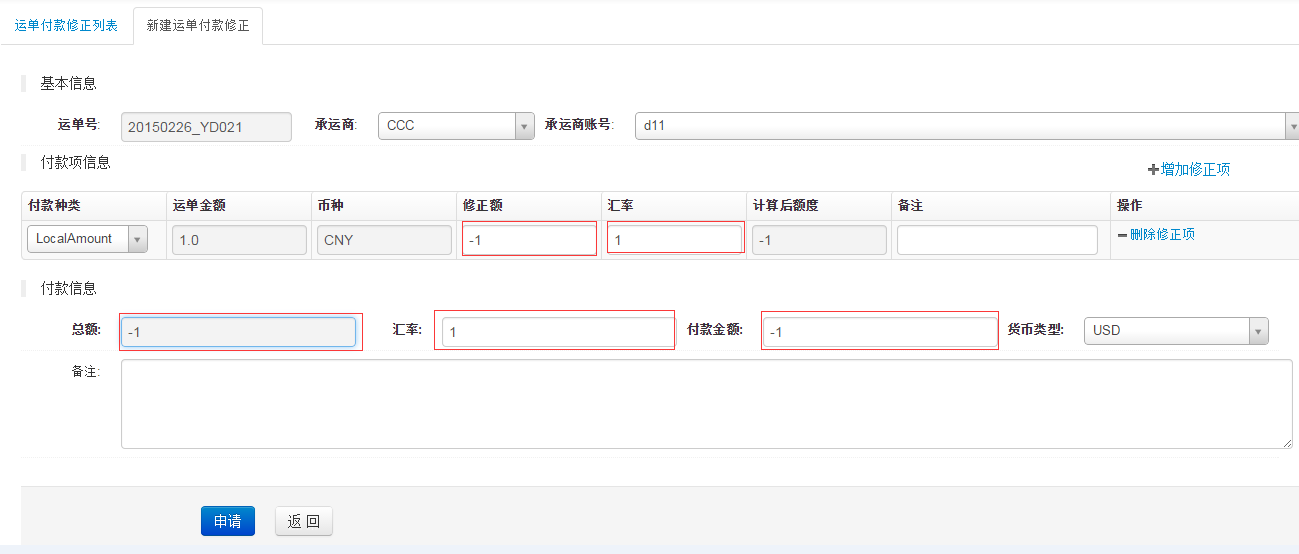 运单付款修正列表 新建运单付款修正
基本信息
运单号: 20150226_YD021 承运商: CCC 承运商账号: d11
付款项信息
增加修正项
付款种类 运单金额 币种 修正额 汇率 计算后额度 备注 操作
LocalAmount 1.0 CNY -1 1 -1 删除修正项
付款信息
总额: -1 汇率: 1 付款金额: -1 货币类型: USD
备注:
申请 返 回